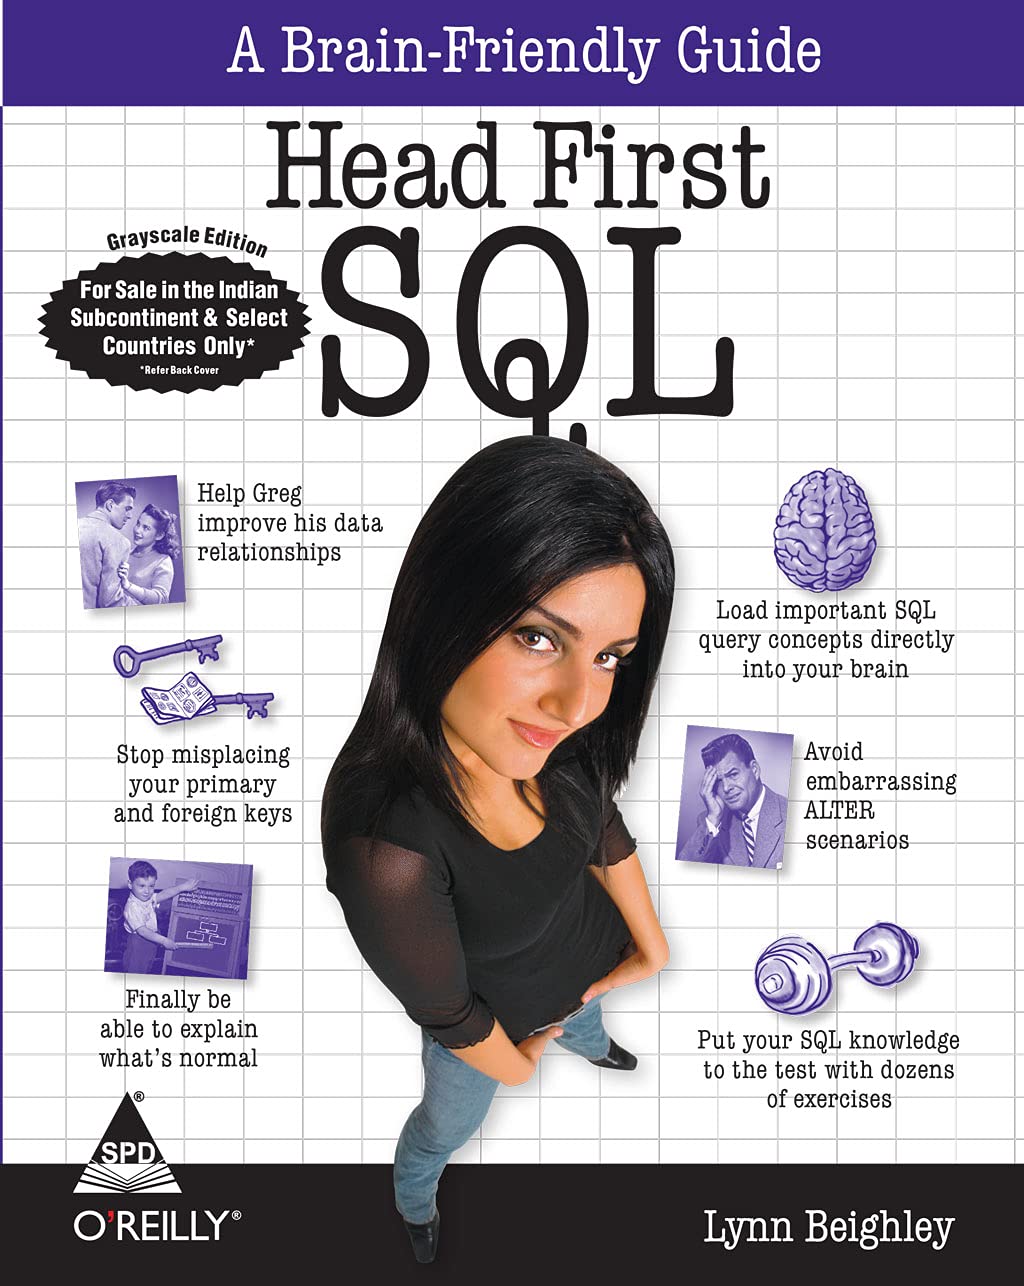 A Brain-Friendly Guide
Head First
SQL
Grayscale Edition
For Sale in the Indian
Subcontinent & Select
Countries Only*
*Refer Back Cover
Help Greg
improve his data
relationships
Load important SQL
query concepts directly
into your brain
Stop misplacing
your primary
and foreign keys
Avoid
embarrassing
ALTER
scenarios
Finally be
able to explain
what's normal
Put your SQL knowledge
to the test with dozens
of exercises
SPD®
O'REILLY®
Lynn Beighley